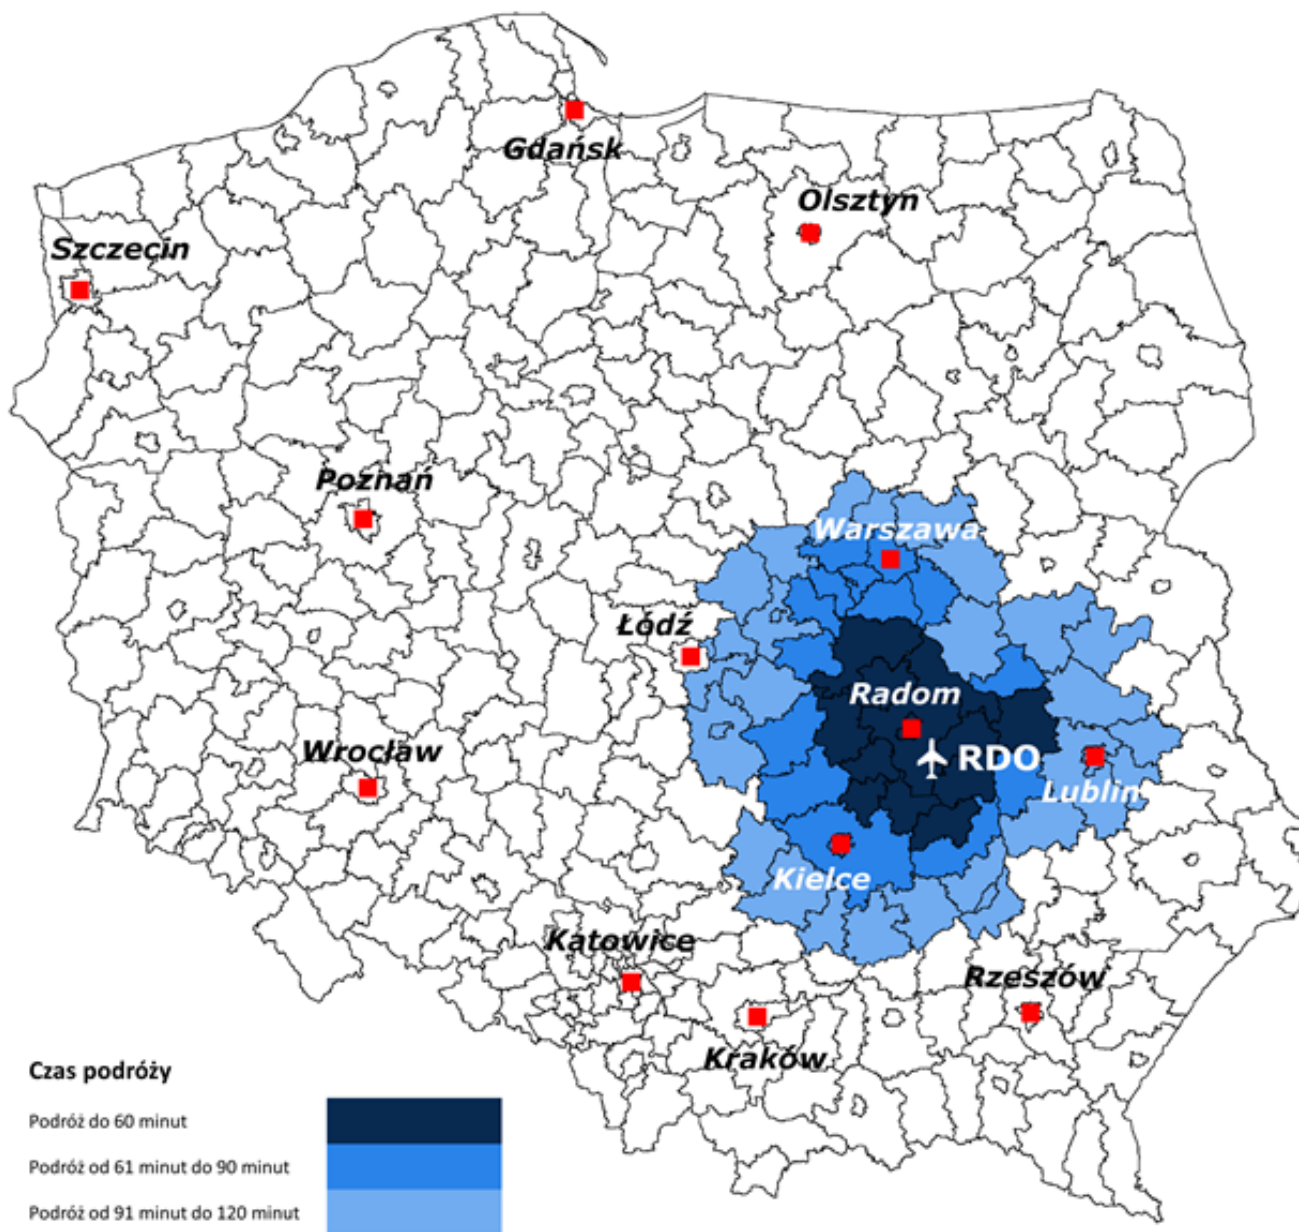 Gdańsk
Olsztyn
Szczecin
Poznań
Warszawa
Łódź
Radom
RDO
Wrocław
Lublin
Kielce
Katowice
Rzeszów
Kraków
Czas podróży
Podróż do 60 minut
Podróż od 61 minut do 90 minut
Podróż od 91 minut do 120 minut